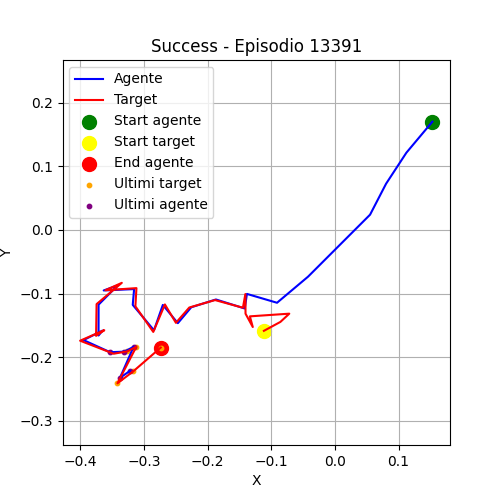 Success - Episodio 13391
Agente
Target
Start agente
Start target
End agente
Ultimi target
Ultimi agente
0.2
0.1
0.0
−0.1
−0.2
−0.3
Y
−0.4
−0.3
−0.2
−0.1
0.0
0.1
X